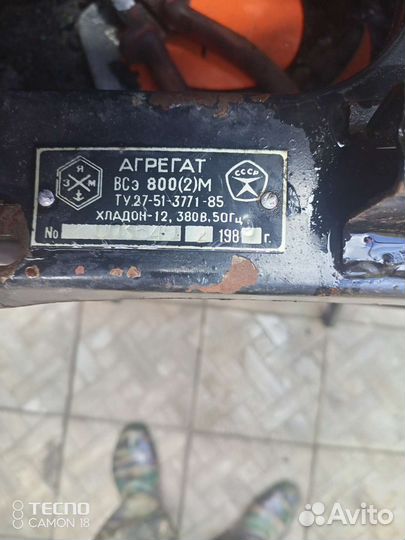 Я
З М
АГРЕГАТ
ВСэ 800(2)М
ТУ.27-51-3771-85
ХЛАДОН-12, 380В.50Гц
№ 198 г.
СССР
TECNO
CAMON 18
Avito